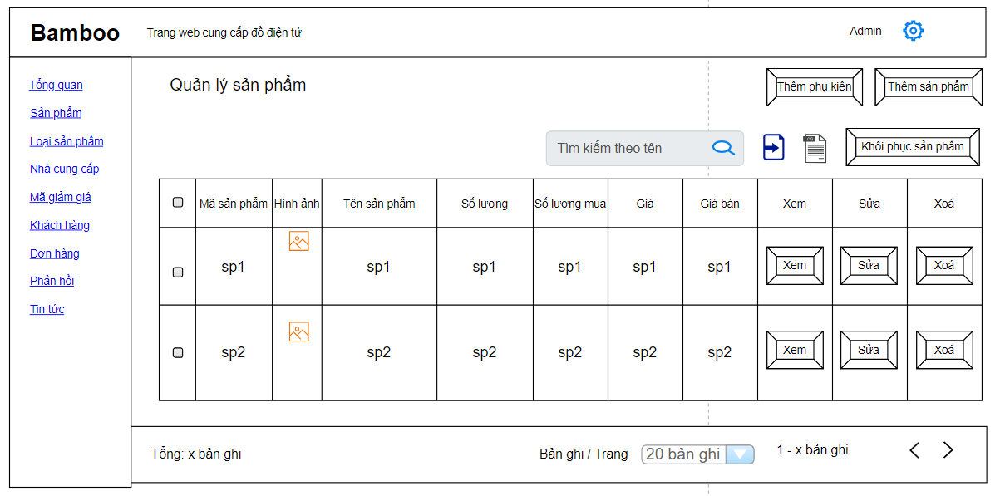 Bamboo
Trang web cung cấp đồ điện tử
Admin
Tổng quan
Sản phẩm
Loại sản phẩm
Nhà cung cấp
Mã giảm giá
Khách hàng
Đơn hàng
Phản hồi
Tin tức
Quản lý sản phẩm
Thêm phụ kiên
Thêm sản phẩm
Tìm kiếm theo tên
LOG
Khôi phục sản phẩm
Mã sản phẩm Hình ảnh Tên sản phẩm Số lượng Số lượng mua Giá Giá bán Xem Sửa Xoá
sp1 sp1 sp1 sp1 sp1 sp1 Xem Sửa Xoá
sp2 sp2 sp2 sp2 sp2 sp2 Xem Sửa Xoá
Tổng: x bản ghi
Bản ghi / Trang
20 bản ghi
1 - x bản ghi